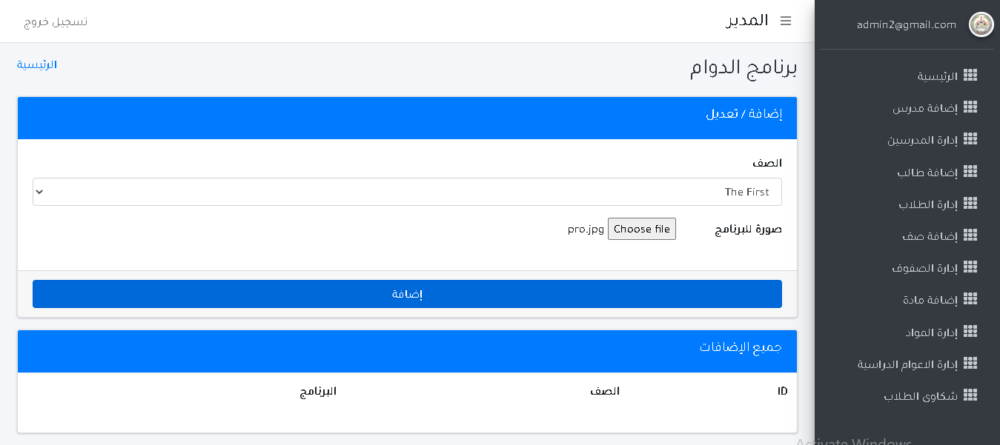 admin2@gmail.com
الرئيسية
إضافة مدرس
إدارة المدرسين
إضافة طالب
إدارة الطلاب
إضافة صف
إدارة الصفوف
إضافة مادة
إدارة المواد
إدارة الاعوام الدراسية
شكاوى الطلاب
المدير
تسجيل خروج
برنامج الدوام
الرئيسية
إضافة / تعديل
الصف
The First
صورة للبرنامج Choose file pro.jpg
إضافة
جميع الإضافات
ID الصف البرنامج
Activate Windows